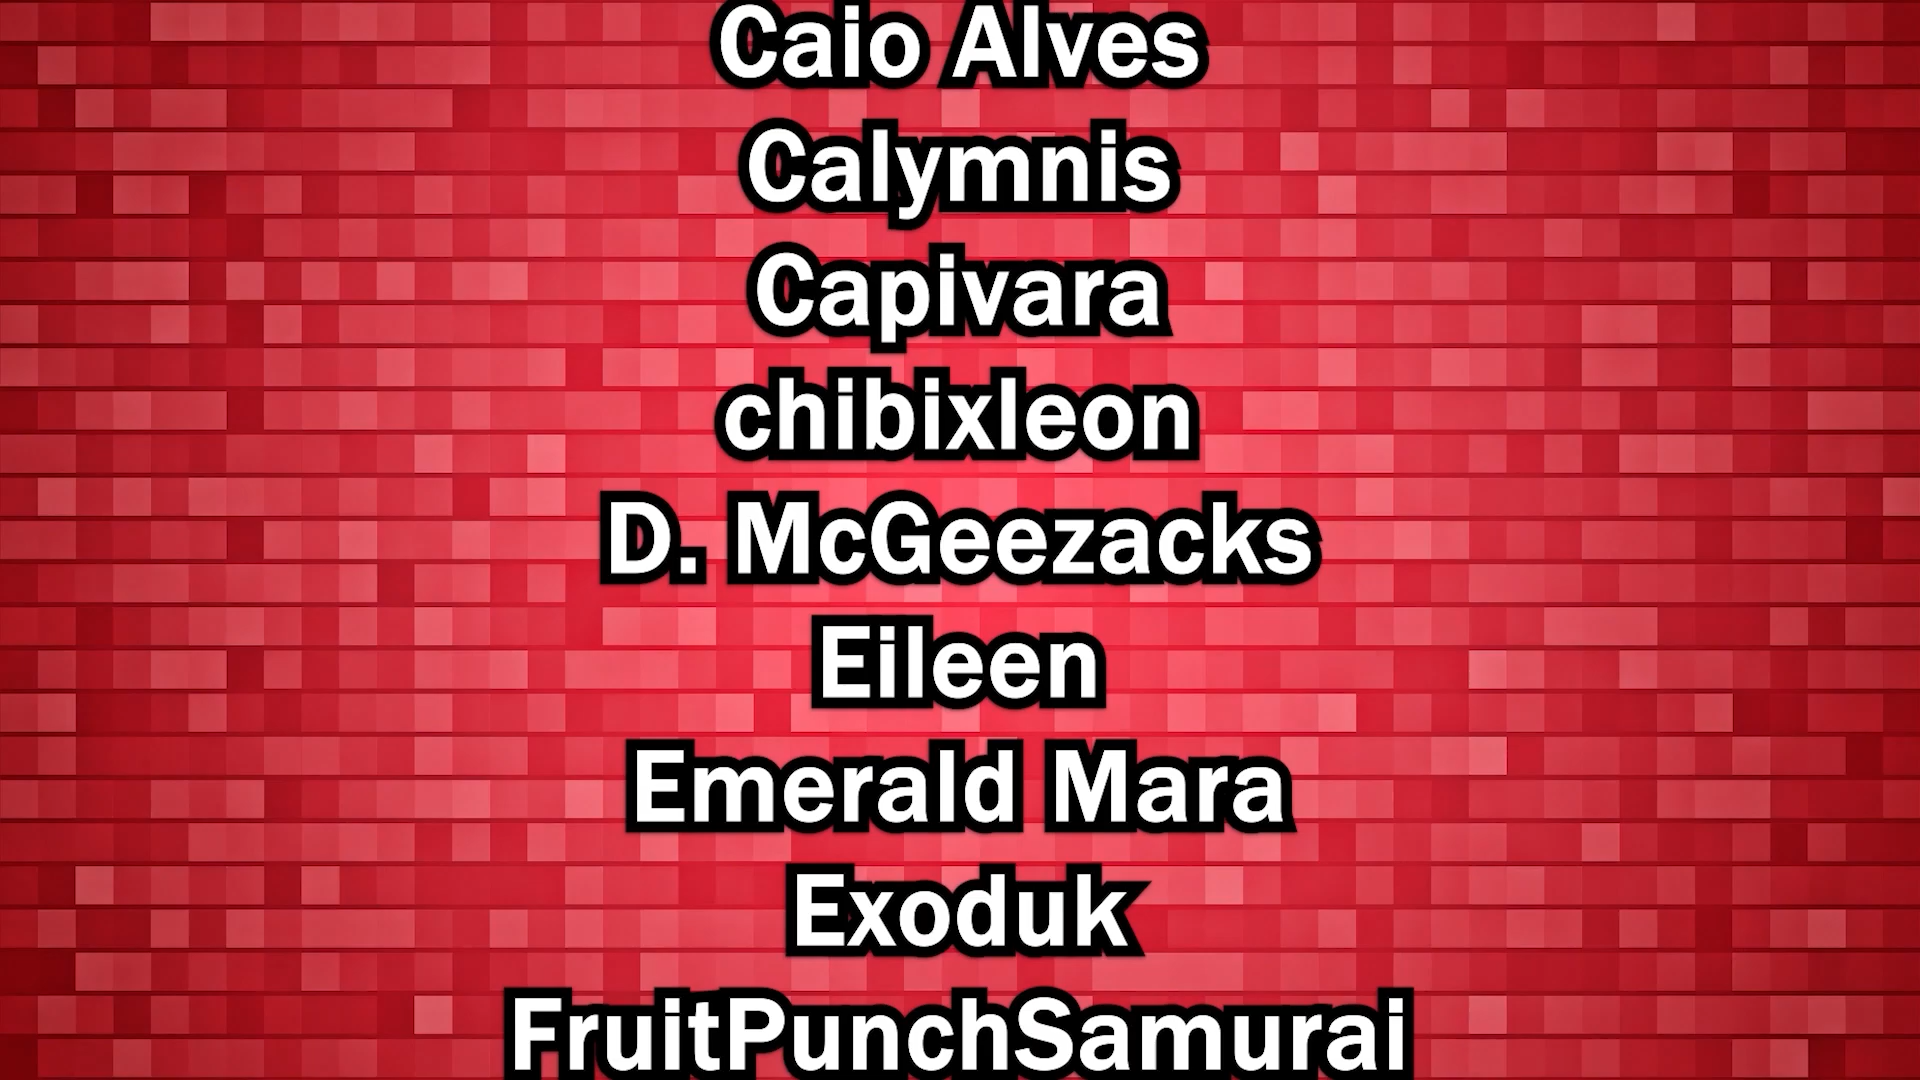 Caio Alves
Calymnis
Capivara
chibixleon
D. McGeezacks
Eileen
Emerald Mara
Exoduk
FruitPunchSamurai